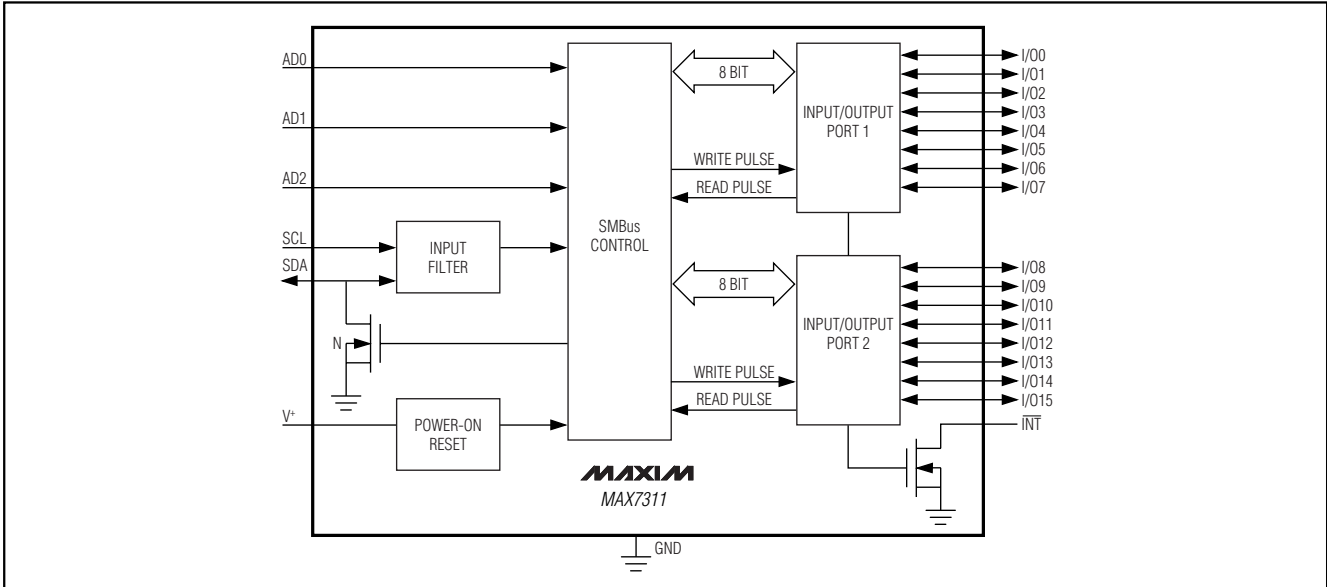 AD0
AD1
AD2
SCL
SDA
N
V+
INPUT
FILTER
POWER-ON
RESET
SMBus
CONTROL
8 BIT
WRITE PULSE
READ PULSE
8 BIT
WRITE PULSE
READ PULSE
INPUT/OUTPUT
PORT 1
INPUT/OUTPUT
PORT 2
I/O0
I/O1
I/O2
I/O3
I/O4
I/O5
I/O6
I/O7
I/O8
I/O9
I/O10
I/O11
I/O12
I/O13
I/O14
I/O15
INT
MAXIM
MAX7311
GND